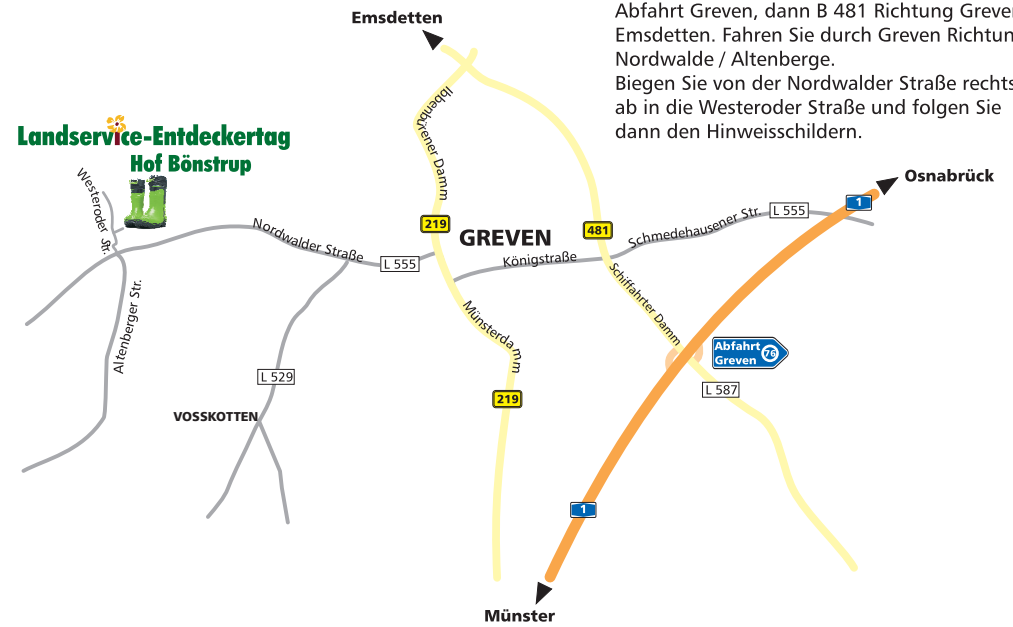 Emsdetten
Abfahrt Greven, dann B 481 Richtung Greven
Emsdetten. Fahren Sie durch Greven Richtun
Nordwalde / Altenberge.
Biegen Sie von der Nordwalder Straße rechts
ab in die Westeroder Straße und folgen Sie
dann den Hinweisschildern.
Ibbenbürener Damm
Landservice-Entdeckertag
Hof Bönstrup
Westeroder Str.
Osnabrück
1
L 555
Schmedehausener Str.
219
481
GREVEN
Nordwalder Straße
L 555
Königstraße
Schiffahrter Damm
Altenberger Str.
Münsterdamm
Abfahrt
Greven
76
L 529
L 587
219
VOSSKOTTEN
1
Münster